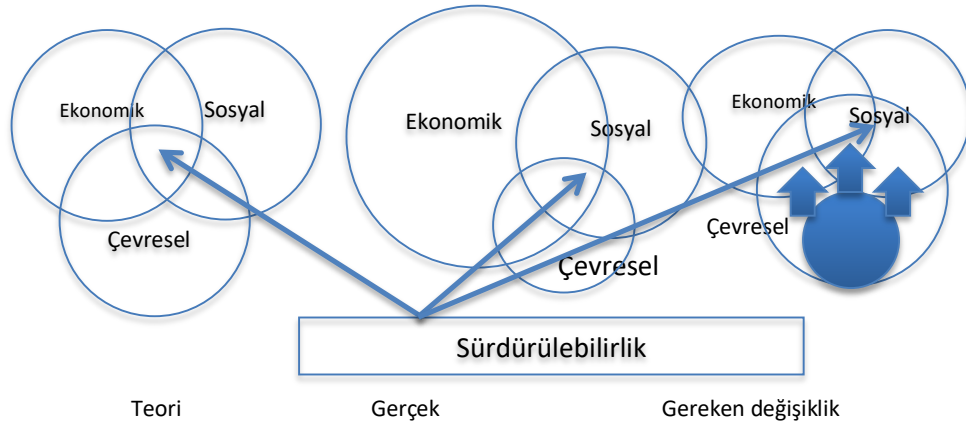 Ekonomik
Sosyal
Çevresel
Ekonomik
Sosyal
Çevresel
Ekonomik
Sosyal
Çevresel
Sürdürülebilirlik
Teori
Gerçek
Gereken değişiklik